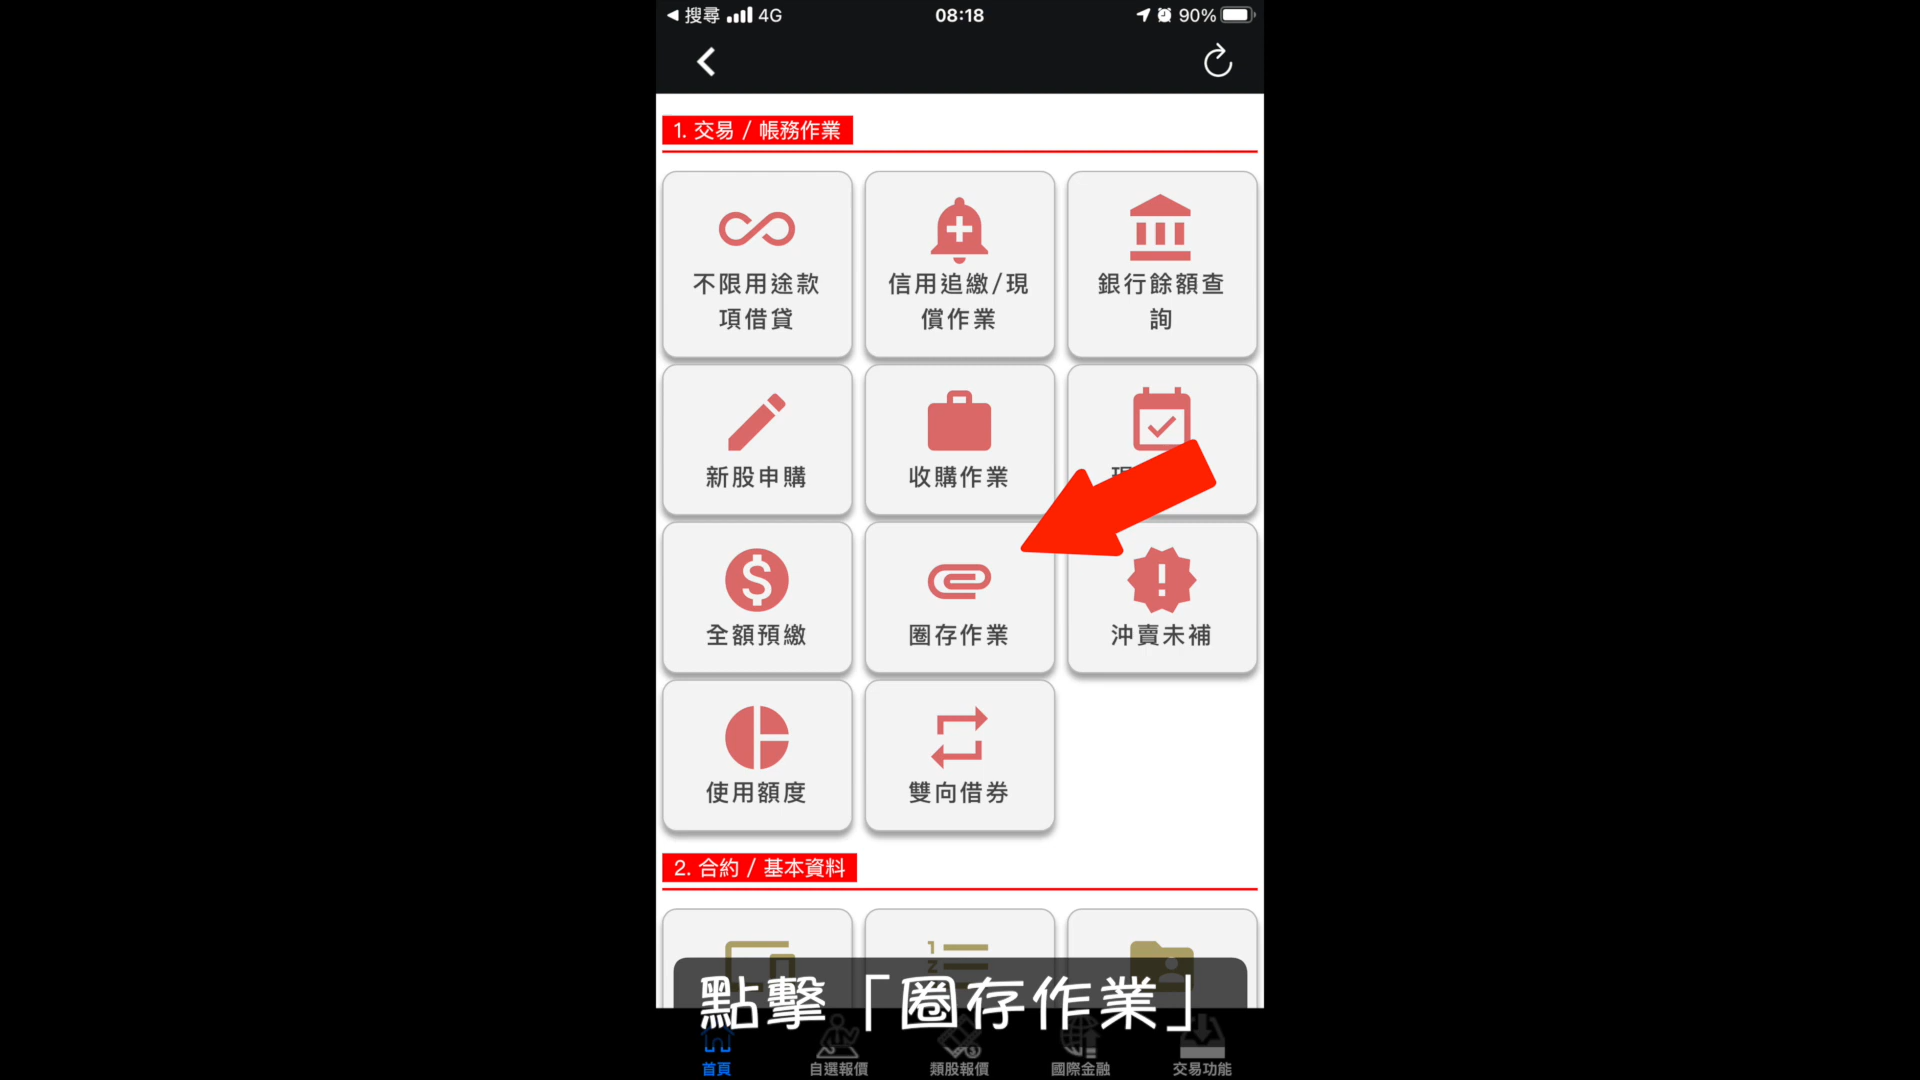 搜尋 4G 08:18 90%
1. 交易 / 帳務作業
不限用途款
項借貸
信用追繳/現
償作業
銀行餘額查
詢
新股申購
收購作業
全額預繳
圈存作業
沖賣未補
使用額度
雙向借券
2. 合約 / 基本資料
點擊「圈存作業」
首頁 自選報價 類股報價 國際金融 交易功能